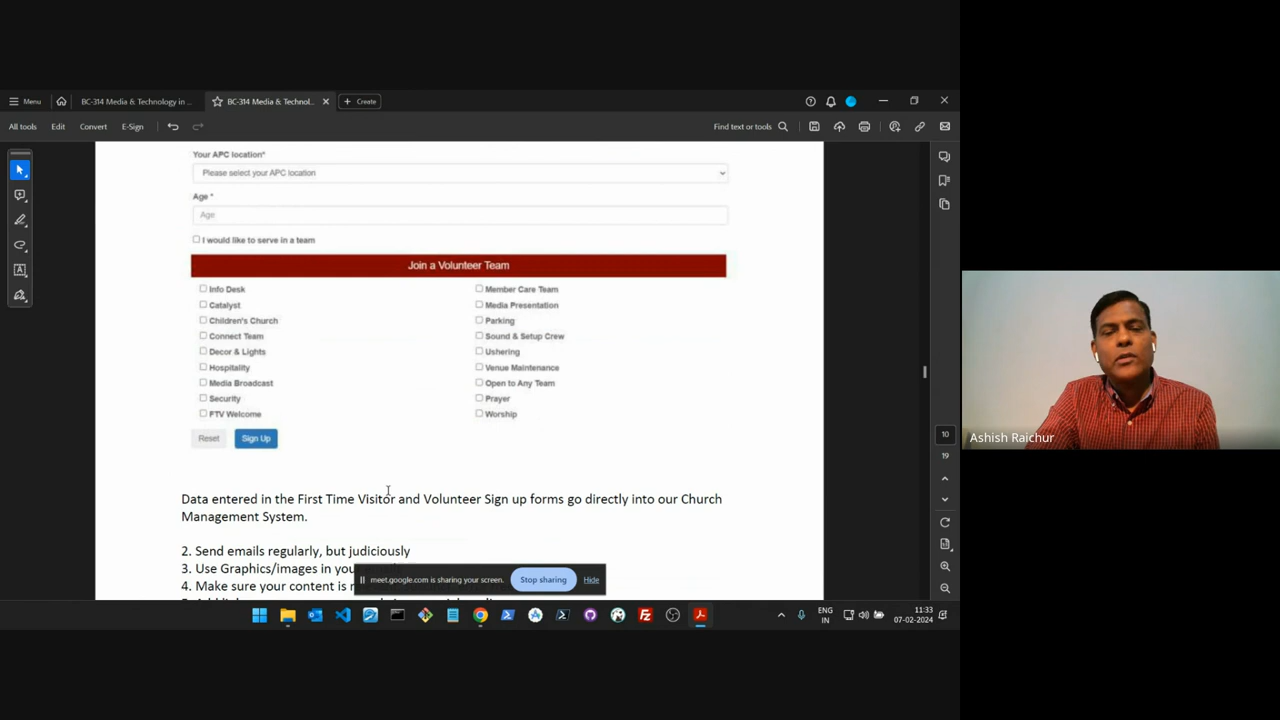 Menu
BC-314 Media & Technology in ...
BC-314 Media & Technol...
Create
All tools
Edit
Convert
E-Sign
Find text or tools
Your APC location*
Please select your APC location
Age *
Age
I would like to serve in a team
Join a Volunteer Team
Info Desk
Member Care Team
Catalyst
Media Presentation
Children's Church
Parking
Connect Team
Sound & Setup Crew
Decor & Lights
Ushering
Hospitality
Venue Maintenance
Media Broadcast
Open to Any Team
Security
Prayer
FTV Welcome
Worship
Reset
Sign Up
Data entered in the First Time Visitor and Volunteer Sign up forms go directly into our Church
Management System.
2. Send emails regularly, but judiciously
3. Use Graphics/images in you
4. Make sure your content is
meet.google.com is sharing your screen.
Stop sharing
Hide
10
19
ENG
IN
11:33
07-02-2024
Ashish Raichur